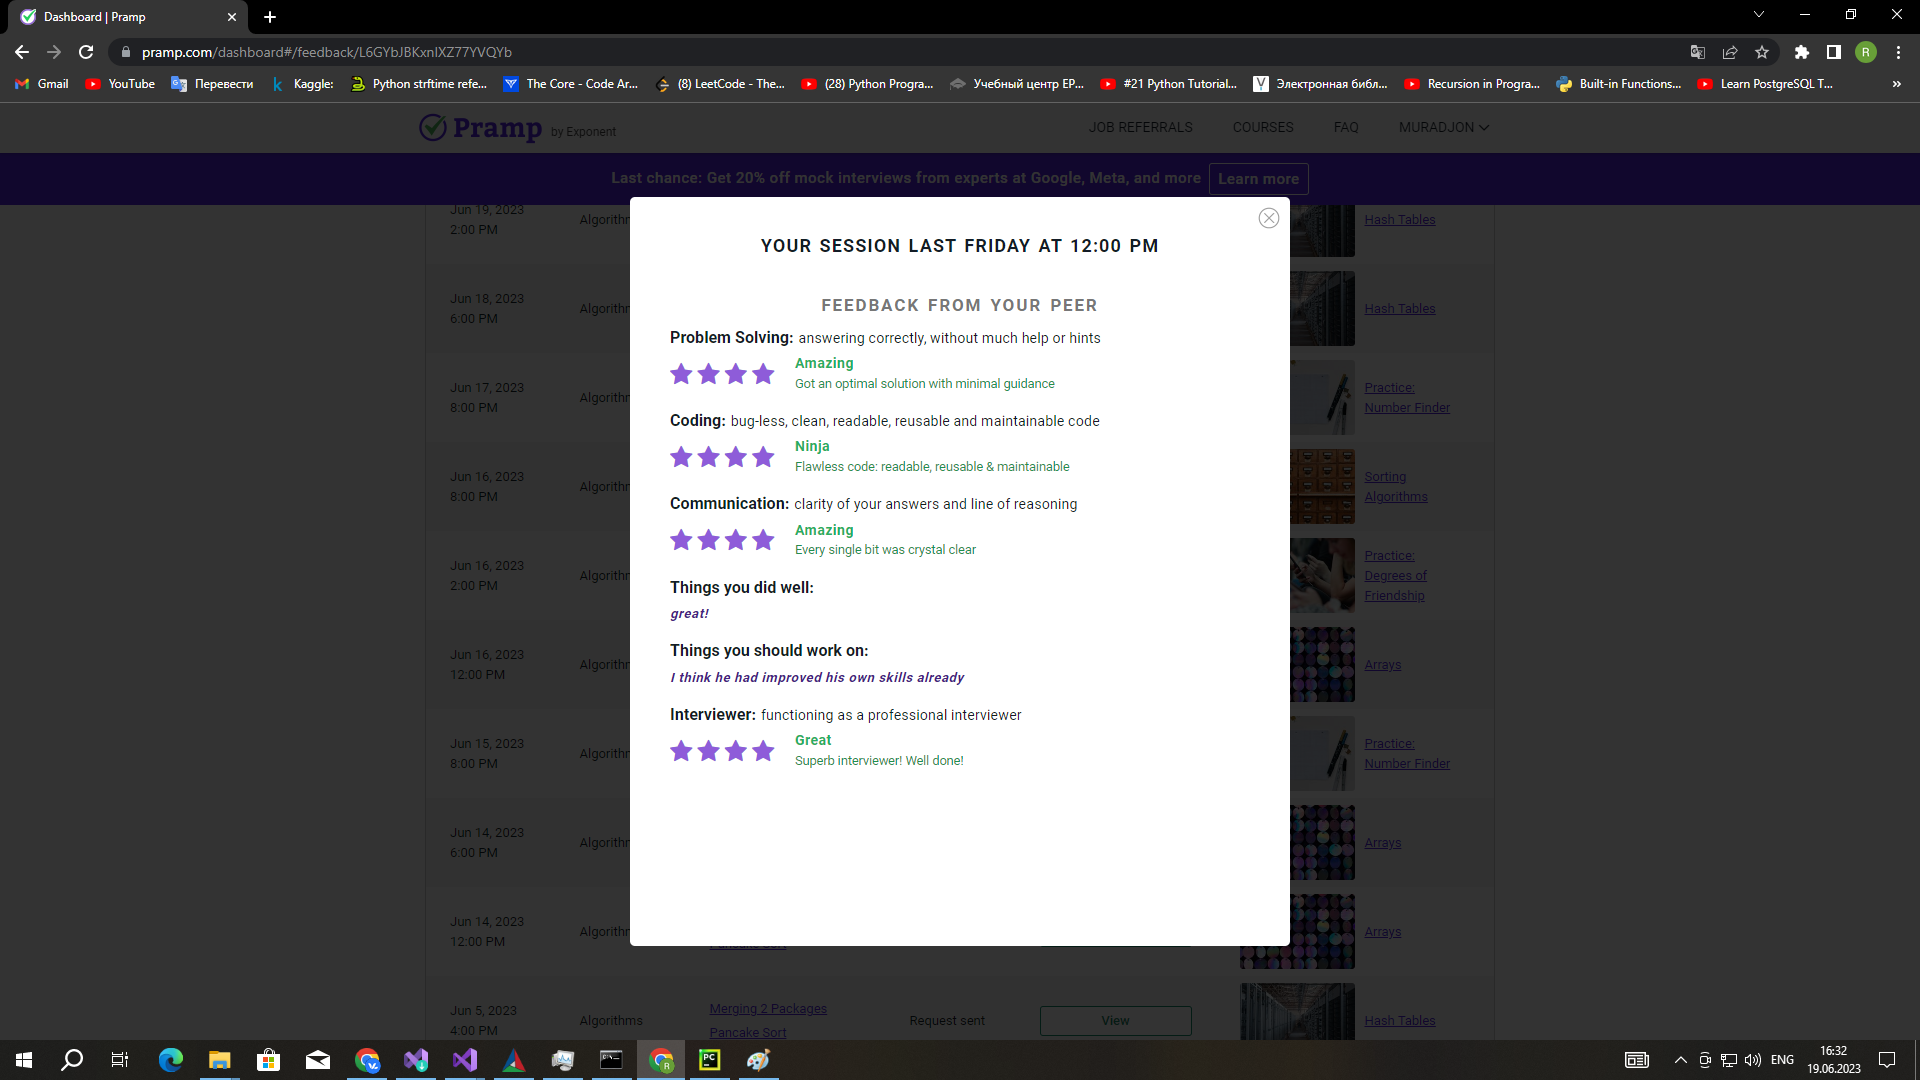 Dashboard | Pramp
pramp.com/dashboard#/feedback/L6GYbJBKxnIXZ77YVQYb
R
Gmail
YouTube
Перевести
Kaggle:
Python strftime refe...
The Core - Code Ar...
(8) LeetCode - The...
(28) Python Progra...
Учебный центр EP...
#21 Python Tutorial...
Электронная библ...
Recursion in Progra...
Built-in Functions...
Learn PostgreSQL T...
»
Pramp by Exponent
JOB REFERRALS
COURSES
FAQ
MURADJON
Last chance: Get 20% off mock interviews from experts at Google, Meta, and more
Learn more
YOUR SESSION LAST FRIDAY AT 12:00 PM
FEEDBACK FROM YOUR PEER
Problem Solving: answering correctly, without much help or hints
Amazing
Got an optimal solution with minimal guidance
Coding: bug-less, clean, readable, reusable and maintainable code
Ninja
Flawless code: readable, reusable & maintainable
Communication: clarity of your answers and line of reasoning
Amazing
Every single bit was crystal clear
Things you did well:
great!
Things you should work on:
I think he had improved his own skills already
Interviewer: functioning as a professional interviewer
Great
Superb interviewer! Well done!
Jun 19, 2023
2:00 PM
Algorithm
Hash Tables
Jun 18, 2023
6:00 PM
Algorithm
Hash Tables
Jun 17, 2023
8:00 PM
Algorithm
Practice:
Number Finder
Jun 16, 2023
8:00 PM
Algorithm
Sorting
Algorithms
Jun 16, 2023
2:00 PM
Algorithm
Practice:
Degrees of
Friendship
Jun 16, 2023
12:00 PM
Algorithm
Arrays
Jun 15, 2023
8:00 PM
Algorithm
Practice:
Number Finder
Jun 14, 2023
6:00 PM
Algorithm
Arrays
Jun 14, 2023
12:00 PM
Algorithm
Pancake Sort
Arrays
Jun 5, 2023
4:00 PM
Algorithms
Merging 2 Packages
Pancake Sort
Request sent
View
Hash Tables
ENG
16:32
19.06.2023